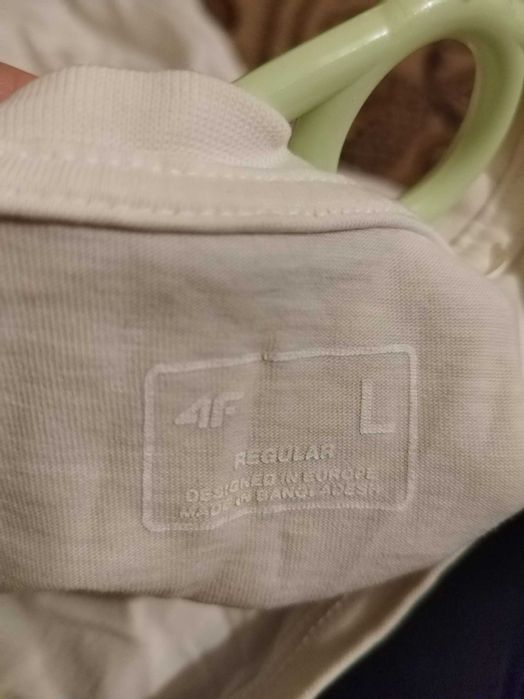 4F L
REGULAR
DESIGNED IN EUROPE
MADE IN BANGLADESH